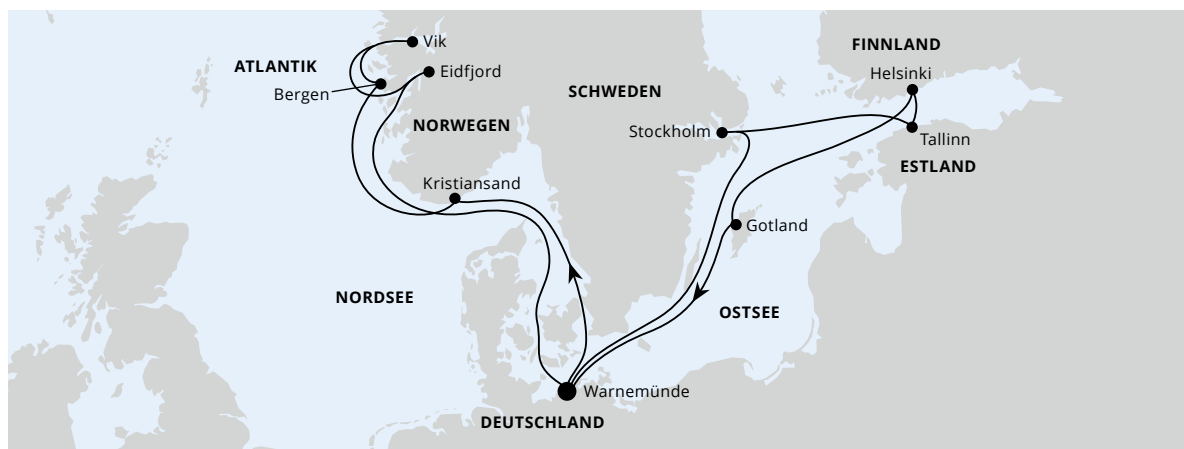 Vik
FINNLAND
ATLANTIK
Eidfjord
Helsinki
Bergen
SCHWEDEN
NORWEGEN
Stockholm
Tallinn
ESTLAND
Kristiansand
Gotland
NORDSEE
OSTSEE
Warnemünde
DEUTSCHLAND